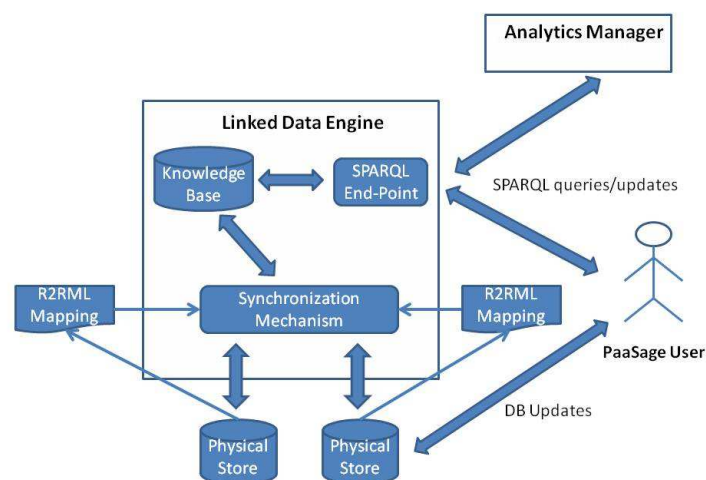 Analytics Manager
Linked Data Engine
Knowledge
Base
SPARQL
End-Point
SPARQL queries/updates
R2RML
Mapping
Synchronization
Mechanism
R2RML
Mapping
PaaSage User
DB Updates
Physical
Store
Physical
Store